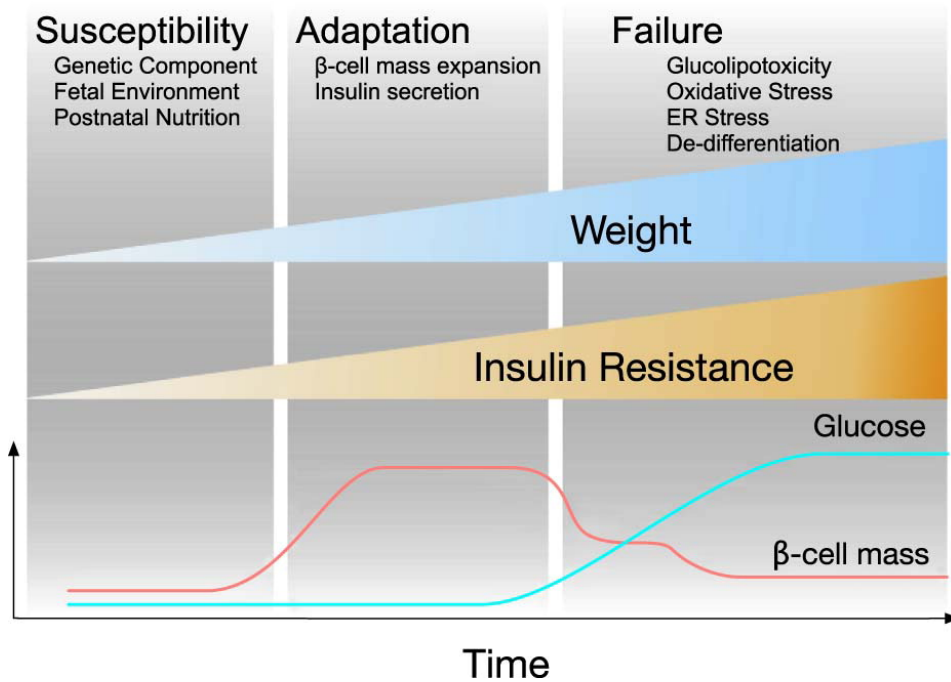 Susceptibility
Genetic Component
Fetal Environment
Postnatal Nutrition
Adaptation
β-cell mass expansion
Insulin secretion
Failure
Glucolipotoxicity
Oxidative Stress
ER Stress
De-differentiation
Weight
Insulin Resistance
Glucose
β-cell mass
Time